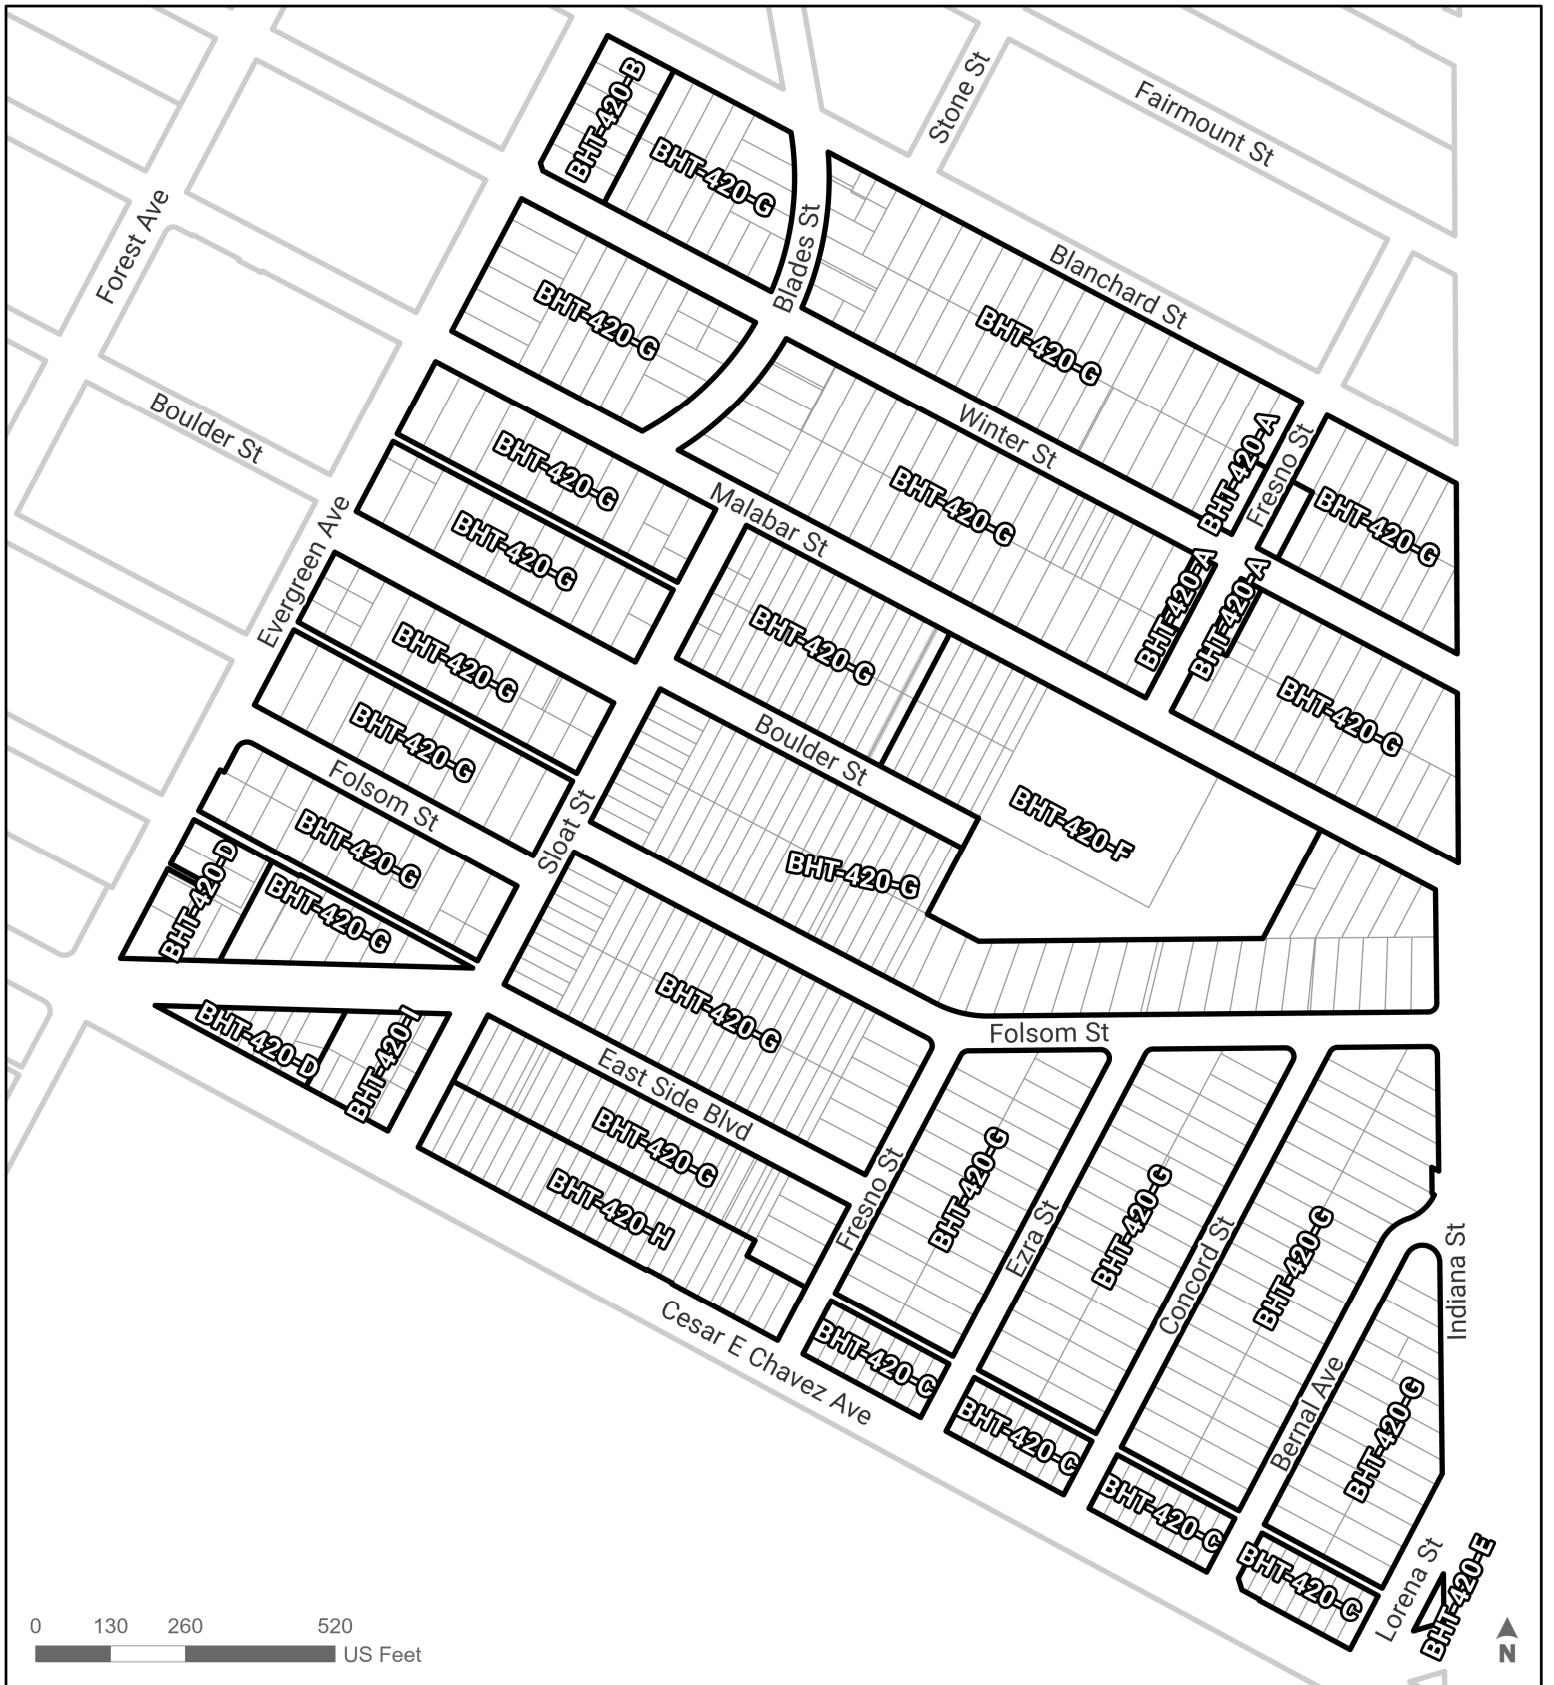 Stone St
Fairmount St
BHT-420-B
BHT-420-G
Forest Ave
Blades St
Blanchard St
BHT-420-G
BHT-420-G
Boulder St
Winter St
BHT-420-A
Fresno St
BHT-420-G
BHT-420-G
BHT-420-G
Malabar St
Evergreen Ave
BHT-420-G
BHT-420-A
BHT-420-A
BHT-420-G
BHT-420-G
BHT-420-G
BHT-420-G
Boulder St
Folsom St
Sloat St
BHT-420-F
BHT-420-G
BHT-420-G
BHT-420-D
BHT-420-G
BHT-420-G
Folsom St
BHT-420-D
BHT-420-I
East Side Blvd
BHT-420-G
BHT-420-H
Fresno St
BHT-420-G
Ezra St
BHT-420-G
Concord St
BHT-420-G
Indiana St
Cesar E Chavez Ave
BHT-420-C
Bernal Ave
BHT-420-G
BHT-420-C
BHT-420-C
BHT-420-C
Lorena St
BHT-420-E
0 130 260 520
US Feet
N